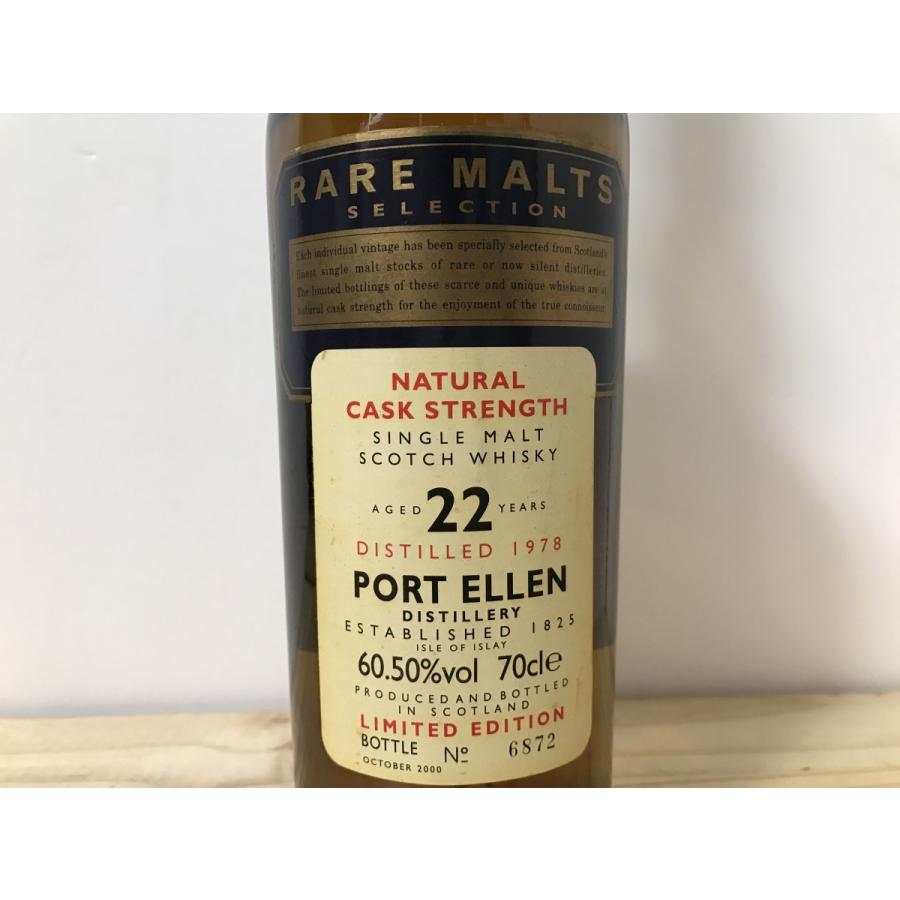 RARE MALTS
SELECTION
Each individual vintage has been specially selected from Scotland's
finest single malt stocks of rare or now silent distilleries.
The limited bottlings of these scarce and unique whiskies are at
natural cask strength for the enjoyment of the true connoisseur.
NATURAL
CASK STRENGTH
SINGLE MALT
SCOTCH WHISKY
AGED 22 YEARS
DISTILLED 1978
PORT ELLEN
DISTILLERY
ESTABLISHED 1825
ISLE OF ISLAY
60.50%vol 70cl℮
PRODUCED AND BOTTLED
IN SCOTLAND
LIMITED EDITION
BOTTLE Nº 6872
OCTOBER 2000